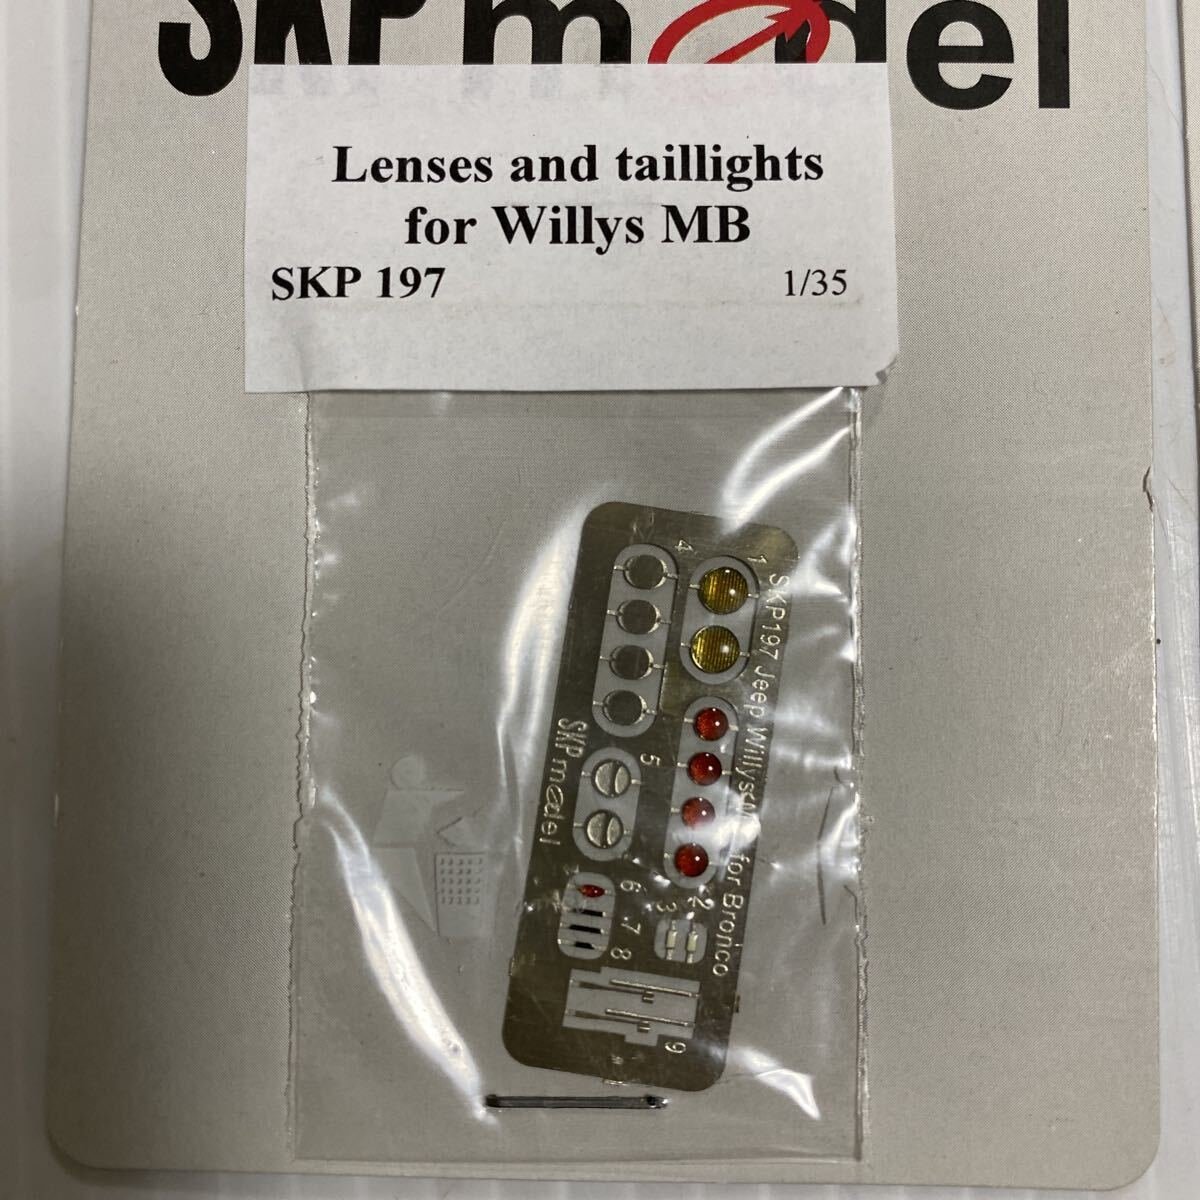 SKP model
Lenses and taillights
for Willys MB
SKP 197 1/35
SKP197 Jeep Willys MB for Bronco
1
4
5
SKP model
2
3
6
7
8
9